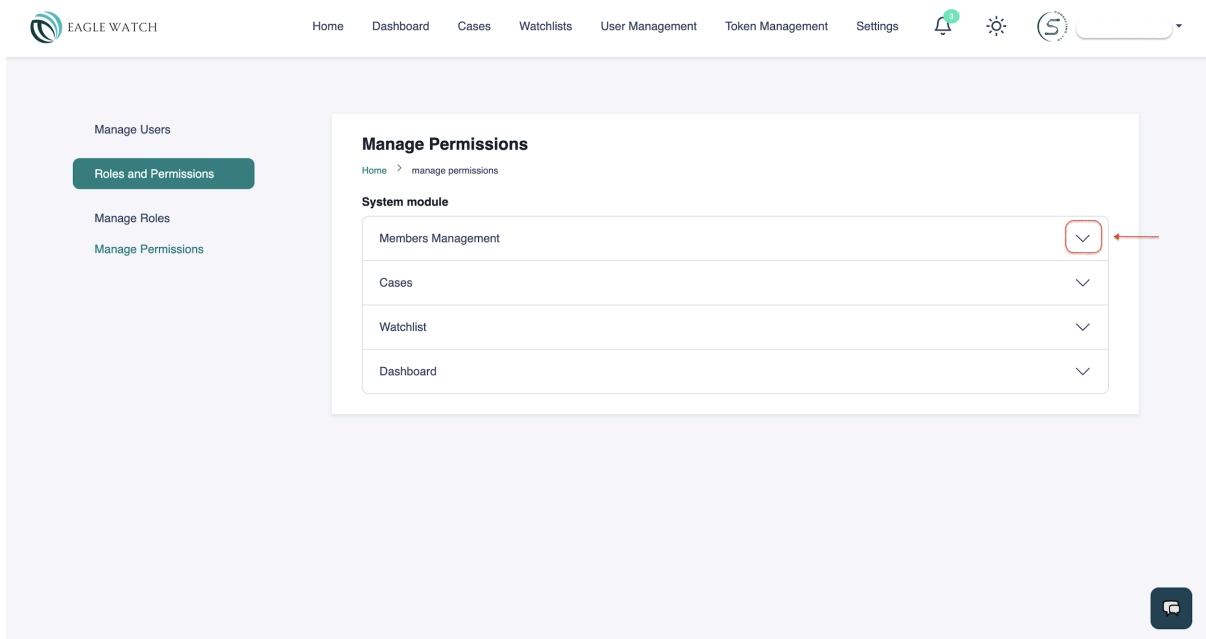 EAGLE WATCH
Home Dashboard Cases Watchlists User Management Token Management Settings 3
Manage Users
Roles and Permissions
Manage Roles
Manage Permissions
Manage Permissions
Home > manage permissions
System module
Members Management
Cases
Watchlist
Dashboard